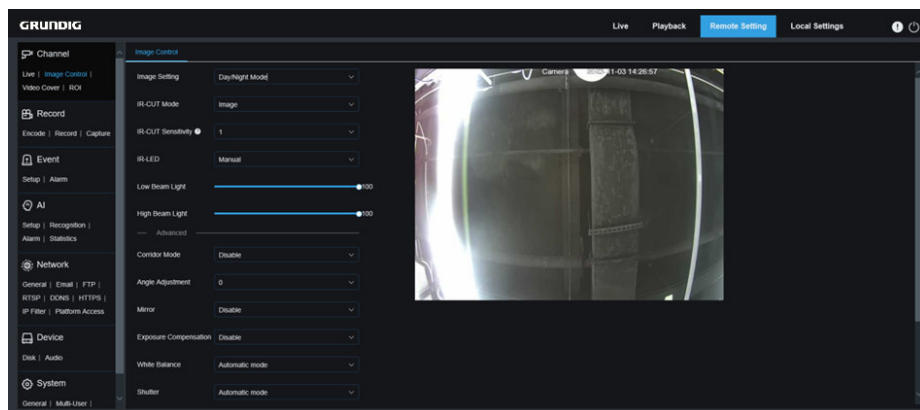 GRUNDIG
Live Playback Remote Setting Local Settings
Channel
Live | Image Control |
Video Cover | ROI
Record
Encode | Record | Capture
Event
Setup | Alarm
AI
Setup | Recognition |
Alarm | Statistics
Network
General | Email | FTP |
RTSP | DDNS | HTTPS |
IP Filter | Platform Access
Device
Disk | Audio
System
General | Multi-User |
Image Control
Image Setting Day/Night Mode
IR-CUT Mode Image
IR-CUT Sensitivity 1
IR-LED Manual
Low Beam Light 100
High Beam Light 100
Advanced
Corridor Mode Disable
Angle Adjustment 0
Mirror Disable
Exposure Compensation Disable
White Balance Automatic mode
Shutter Automatic mode
Camera 14:26:57